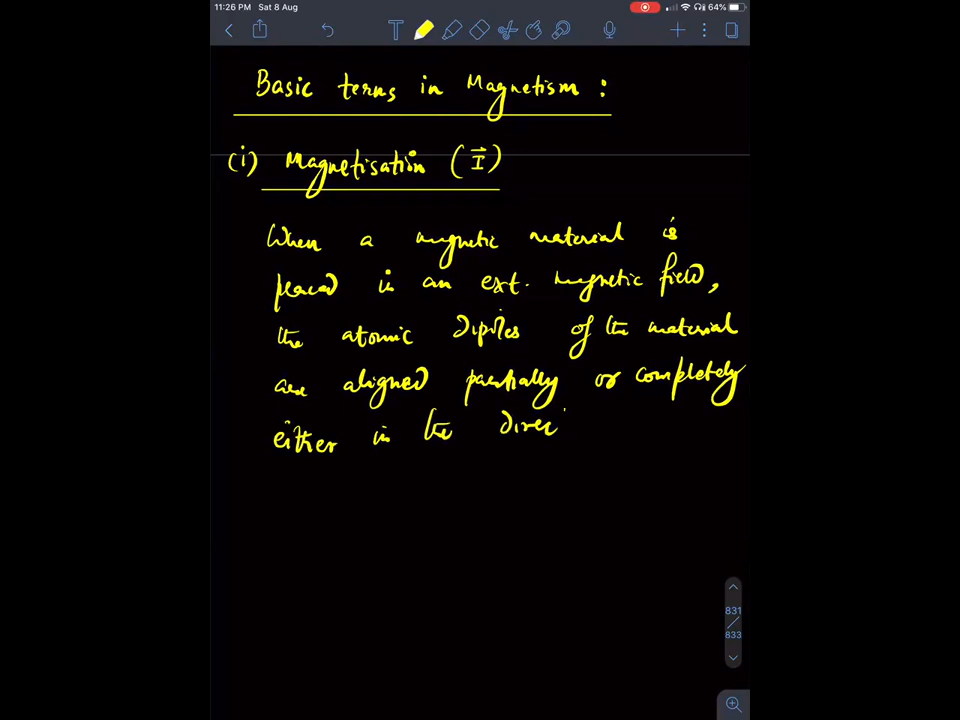 11:26 PM Sat 8 Aug 64%
Basic terms in Magnetism :
(i) Magnetisation (I⃗)
When a magnetic material is
placed in an ext. magnetic field,
the atomic dipoles of the material
are aligned partially or completely
either in the direc
831
833